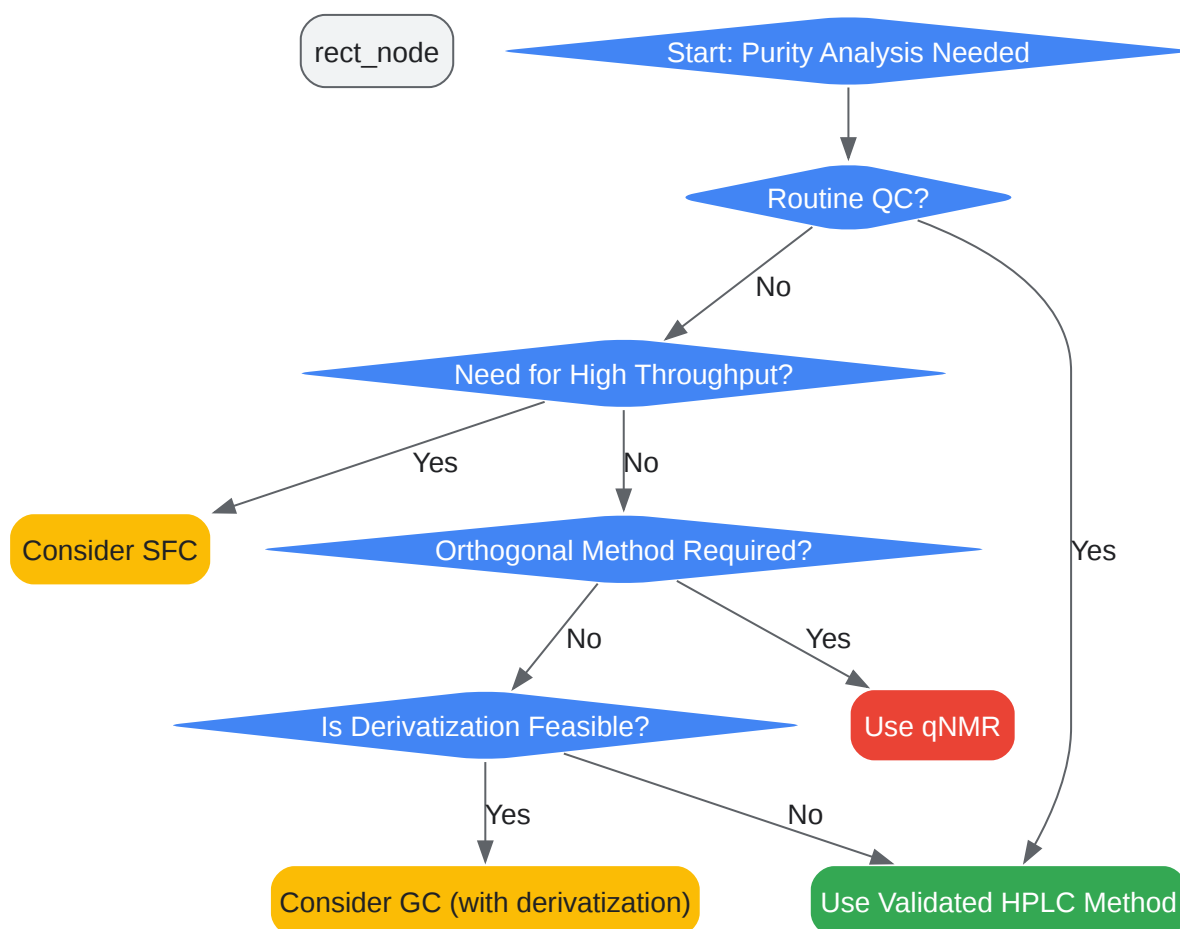 rect_node
Start: Purity Analysis Needed
Routine QC?
No
Need for High Throughput?
Yes
No
Consider SFC
Orthogonal Method Required?
Yes
No
Yes
Is Derivatization Feasible?
Use qNMR
Yes
No
Consider GC (with derivatization)
Use Validated HPLC Method